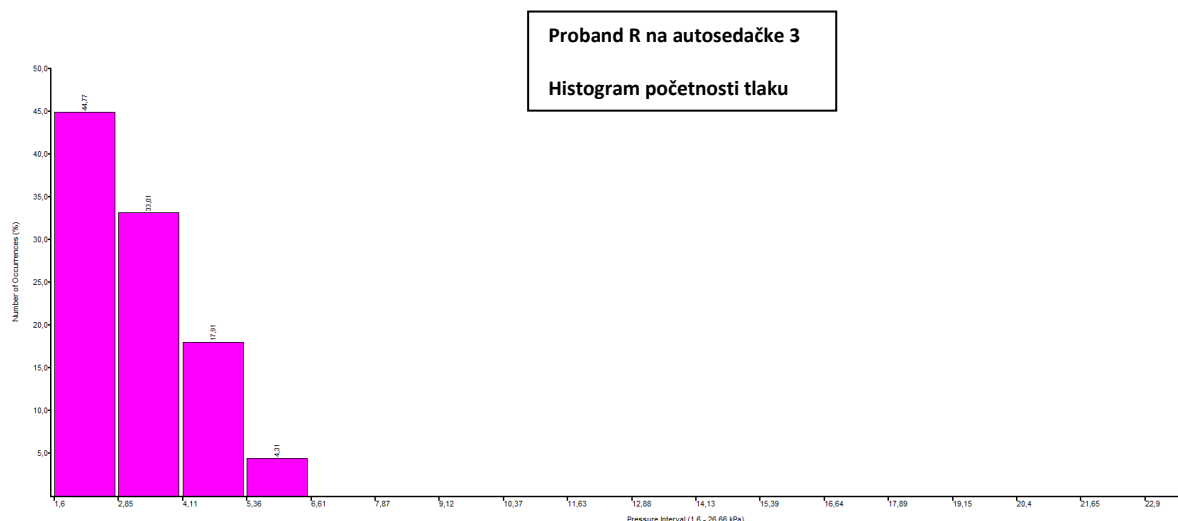 Proband R na autosedačke 3
Histogram početnosti tlaku
50,0
45,0
40,0
35,0
30,0
25,0
20,0
15,0
10,0
5,0
Number of Occurrences (%)
44,77
33,01
17,91
4,31
1,6 2,85 4,11 5,36 6,61 7,87 9,12 10,37 11,63 12,88 14,13 15,39 16,64 17,89 19,15 20,4 21,65 22,9
Pressure Interval (1,6 - 26,66 kPa)